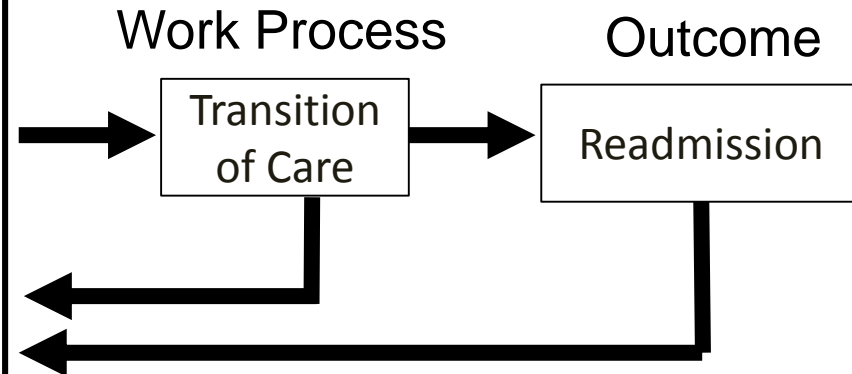 Work Process
Outcome
Transition
of Care
Readmission